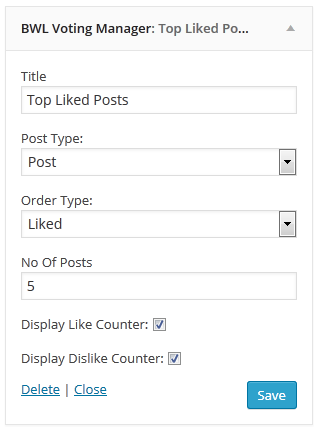 BWL Voting Manager: Top Liked Po...
Title
Top Liked Posts
Post Type:
Post
Order Type:
Liked
No Of Posts
5
Display Like Counter:
Display Dislike Counter:
Delete | Close
Save